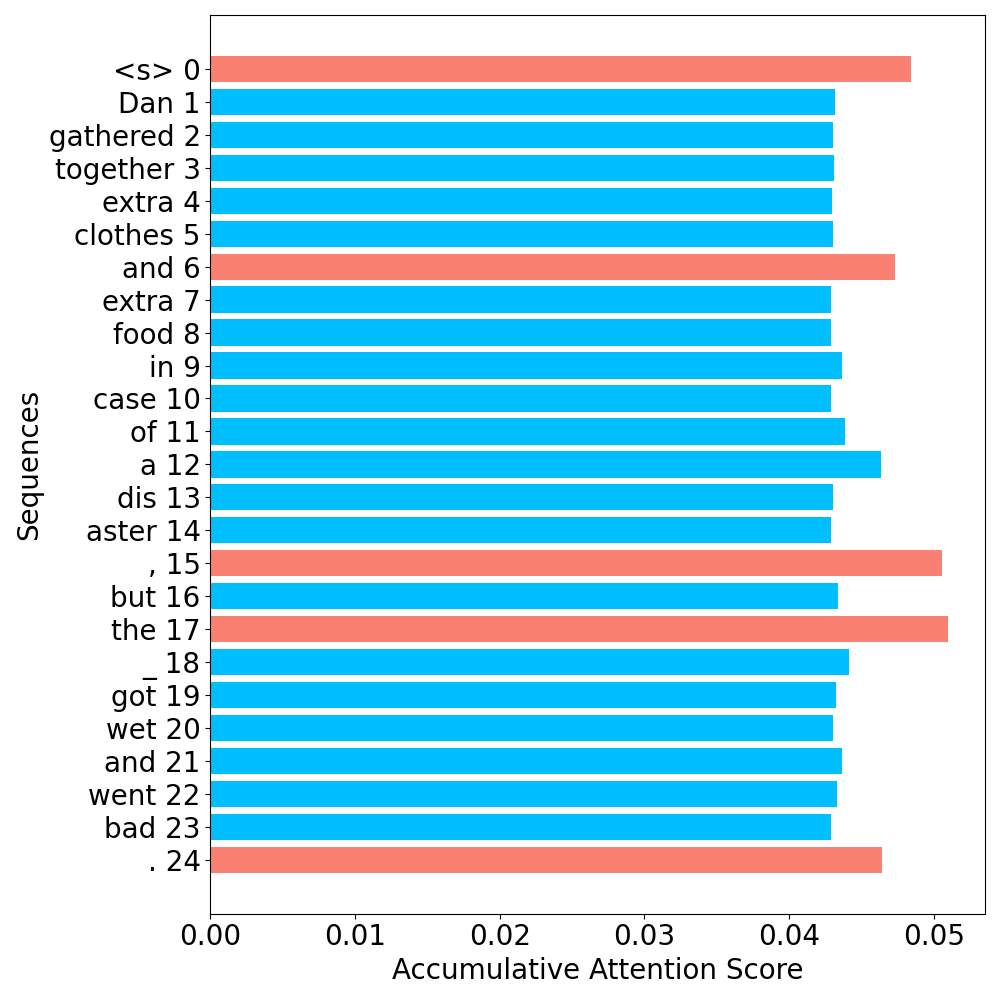 <s> 0
Dan 1
gathered 2
together 3
extra 4
clothes 5
and 6
extra 7
food 8
in 9
case 10
of 11
a 12
dis 13
aster 14
, 15
but 16
the 17
_ 18
got 19
wet 20
and 21
went 22
bad 23
. 24
Sequences
0.00 0.01 0.02 0.03 0.04 0.05
Accumulative Attention Score